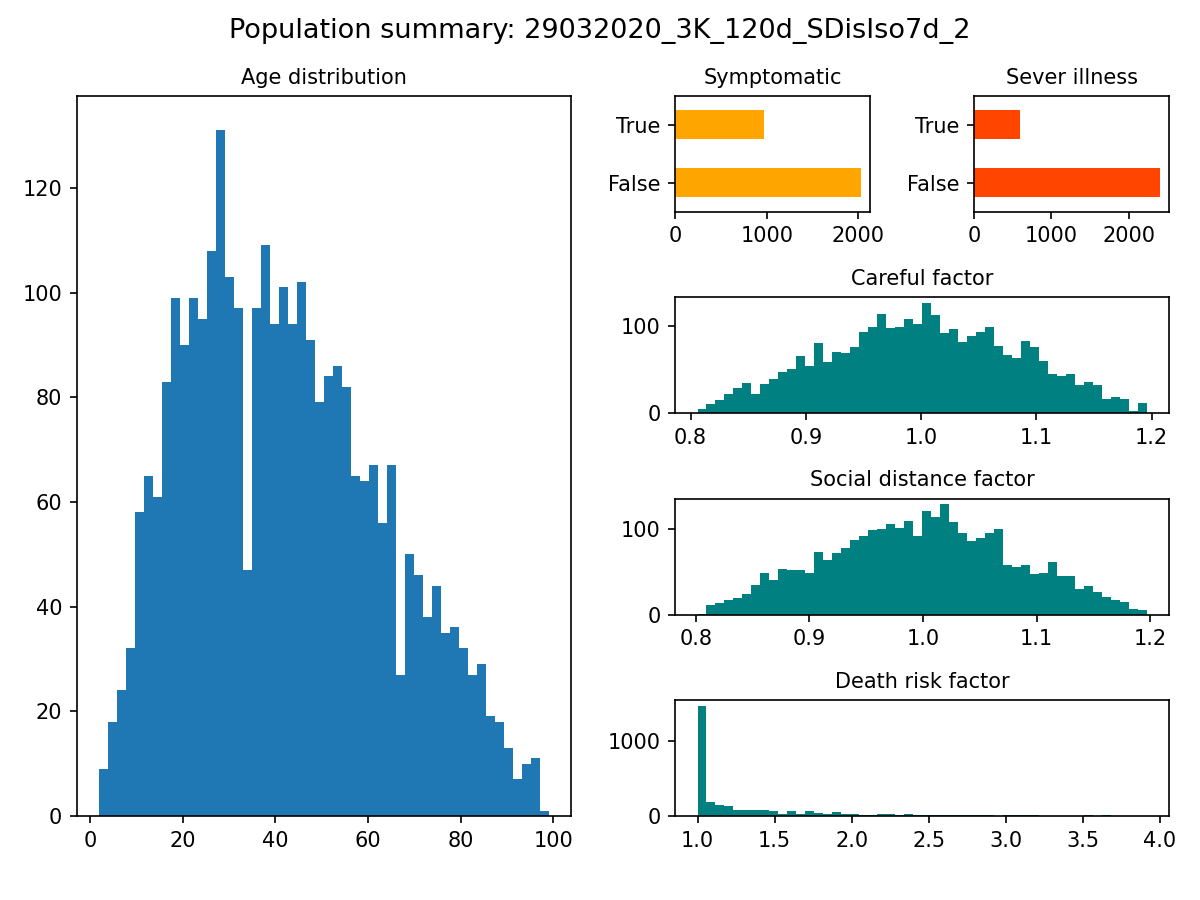 Population summary: 29032020_3K_120d_SDisIso7d_2
Age distribution
120
100
80
60
40
20
0
0 20 40 60 80 100
Symptomatic
True
False
0 1000 2000
Sever illness
True
False
0 1000 2000
Careful factor
100
0
0.8 0.9 1.0 1.1 1.2
Social distance factor
100
0
0.8 0.9 1.0 1.1 1.2
Death risk factor
1000
0
1.0 1.5 2.0 2.5 3.0 3.5 4.0